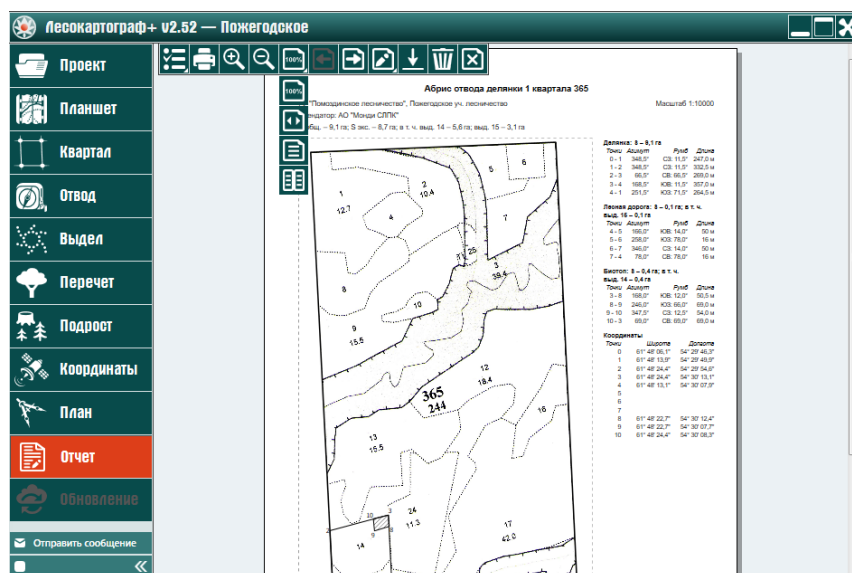 Лесокартограф+ v2.52 — Пожегодское
Проект
Планшет
Квартал
Отвод
Выдел
Перечет
Подрост
Координаты
План
Отчет
Обновление
Отправить сообщение
100%
100%
Абрис отвода делянки 1 квартала 365
"Помоздинское лесничество", Пожегодское уч. лесничество
Масштаб 1:10000
ендатор: АО "Монди СЛПК"
общ. – 9,1 га; S экс. – 8,7 га; в т. ч. выд. 14 – 5,6 га; выд. 15 – 3,1 га
1
12.7
2
10.4
4
5
6
7
8
25
3
39.4
10
9
15.5
12
18.4
365
244
16
13
15.5
24
11.3
17
42.0
10
3
2
8
9
14
Делянка: S – 9,1 га
Точки Азимут Румб Длина
0 - 1 348,5° СЗ: 11,5° 247,0 м
1 - 2 348,5° СЗ: 11,5° 332,5 м
2 - 3 66,5° СВ: 66,5° 269,0 м
3 - 4 168,5° ЮВ: 11,5° 357,0 м
4 - 1 251,5° ЮЗ: 71,5° 264,5 м
Лесная дорога: S – 0,1 га; в т. ч.
выд. 15 – 0,1 га
Точки Азимут Румб Длина
4 - 5 166,0° ЮВ: 14,0° 50 м
5 - 6 258,0° ЮЗ: 78,0° 16 м
6 - 7 346,0° СЗ: 14,0° 50 м
7 - 4 78,0° СВ: 78,0° 16 м
Биотоп: S – 0,4 га; в т. ч.
выд. 14 – 0,4 га
Точки Азимут Румб Длина
3 - 8 168,0° ЮВ: 12,0° 50,5 м
8 - 9 246,0° ЮЗ: 66,0° 69,0 м
9 - 10 347,5° СЗ: 12,5° 54,0 м
10 - 3 69,0° СВ: 69,0° 69,0 м
Координаты
Точки Широта Долгота
0 61° 48' 06,1" 54° 29' 46,3"
1 61° 48' 13,9" 54° 29' 49,9"
2 61° 48' 24,4" 54° 29' 54,6"
3 61° 48' 24,4" 54° 30' 13,1"
4 61° 48' 13,1" 54° 30' 07,9"
5
6
7
8 61° 48' 22,7" 54° 30' 12,4"
9 61° 48' 22,7" 54° 30' 07,7"
10 61° 48' 24,4" 54° 30' 08,3"